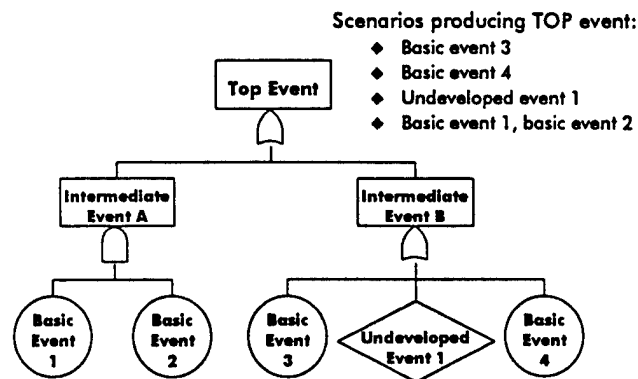 Scenarios producing TOP event:
◆ Basic event 3
◆ Basic event 4
◆ Undeveloped event 1
◆ Basic event 1, basic event 2
Top Event
Intermediate
Event A
Intermediate
Event B
Basic
Event
1
Basic
Event
2
Basic
Event
3
Undeveloped
Event 1
Basic
Event
4